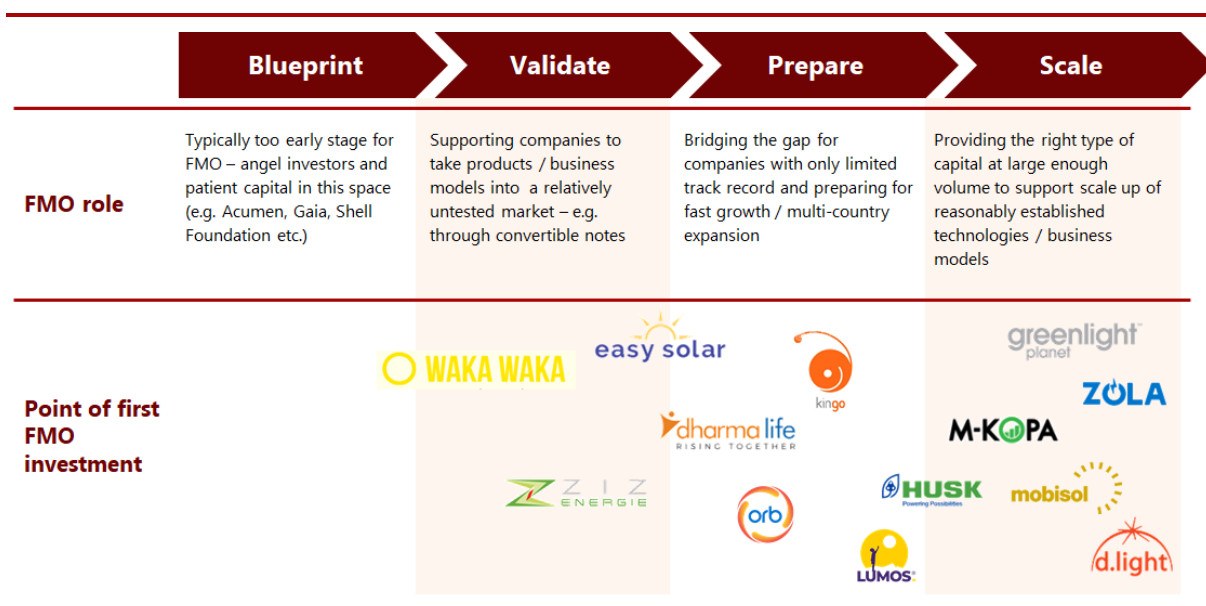 Blueprint
Validate
Prepare
Scale
FMO role
Typically too early stage for
FMO – angel investors and
patient capital in this space
(e.g. Acumen, Gaia, Shell
Foundation etc.)
Supporting companies to
take products / business
models into a relatively
untested market – e.g.
through convertible notes
Bridging the gap for
companies with only limited
track record and preparing for
fast growth / multi-country
expansion
Providing the right type of
capital at large enough
volume to support scale up of
reasonably established
technologies / business
models
Point of first
FMO
investment
WAKA WAKA
easy solar
kingo
greenlight
planet
ZOLA
dharma life
RISING TOGETHER
M-KOPA
ZIZ
ENERGIE
orb
HUSK
Powering Possibilities
mobisol
LUMOS
d.light